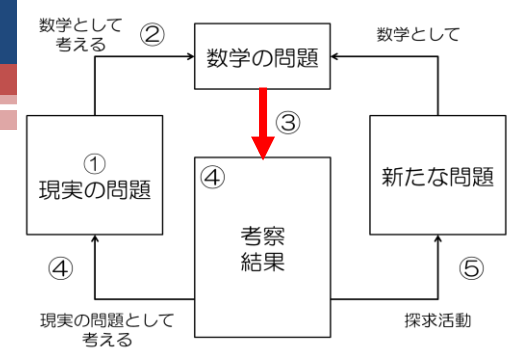 数学として
考える
②
数学の問題
数学として
③
①
現実の問題
④
考察
結果
新たな問題
④
⑤
現実の問題として
考える
探求活動